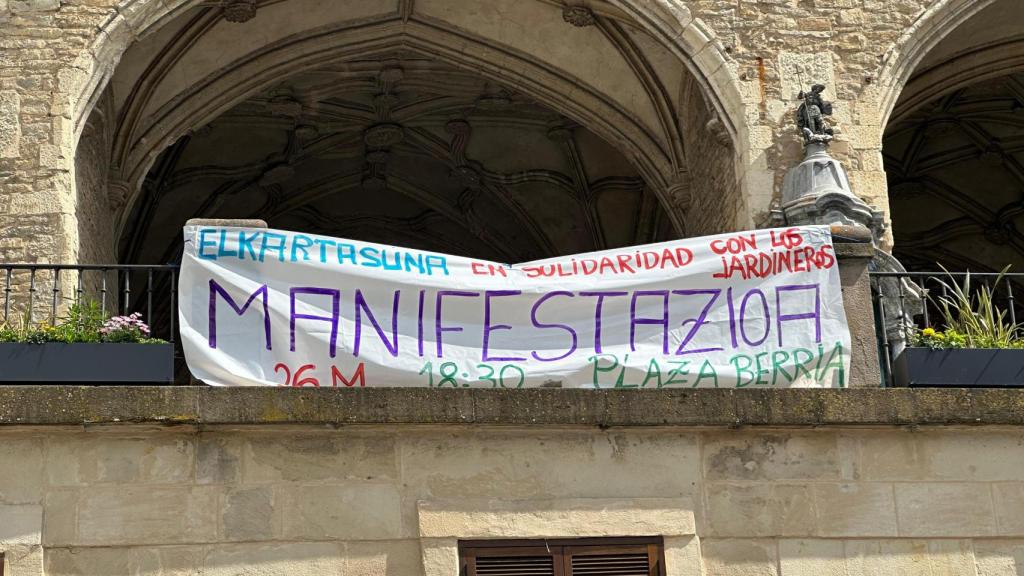 ELKARTASUNA EN SOLIDARIDAD CON LOS JARDINEROS
MANIFESTAZIOA
26 M 18:30 PLAZA BERRIA